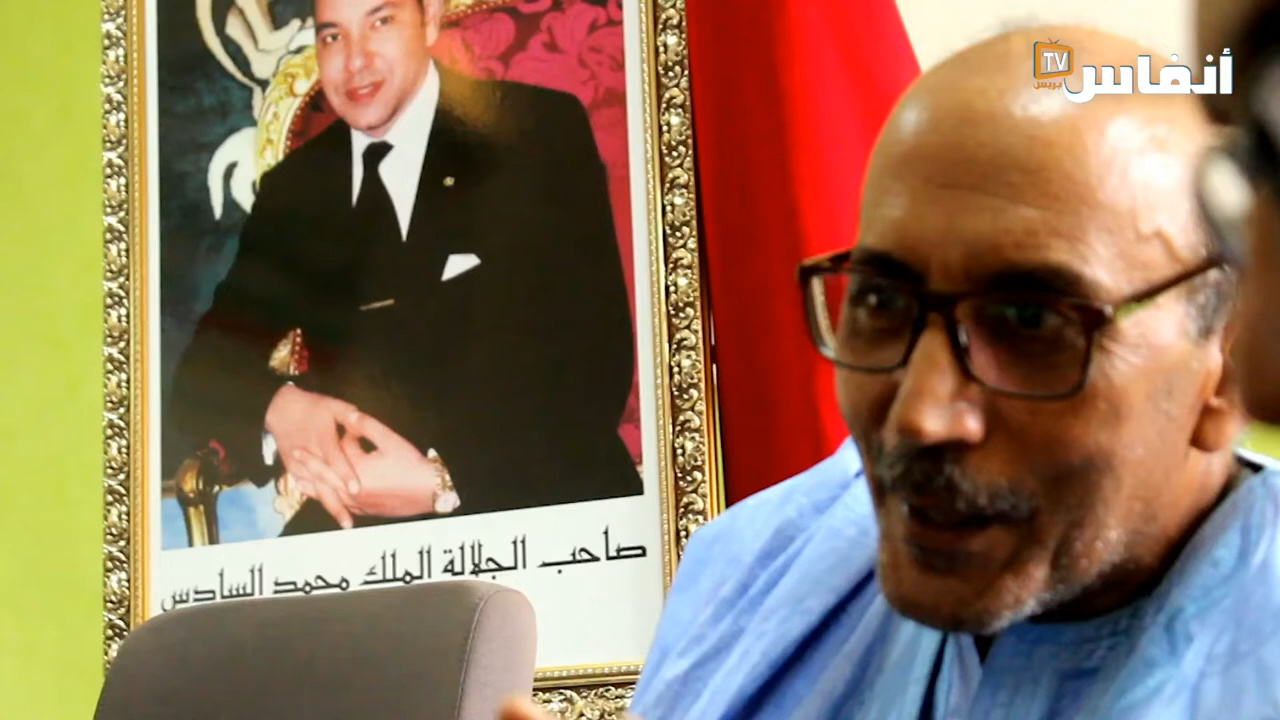 أنفاس
TV
بريس
صاحب الجلالة الملك محمد السادس